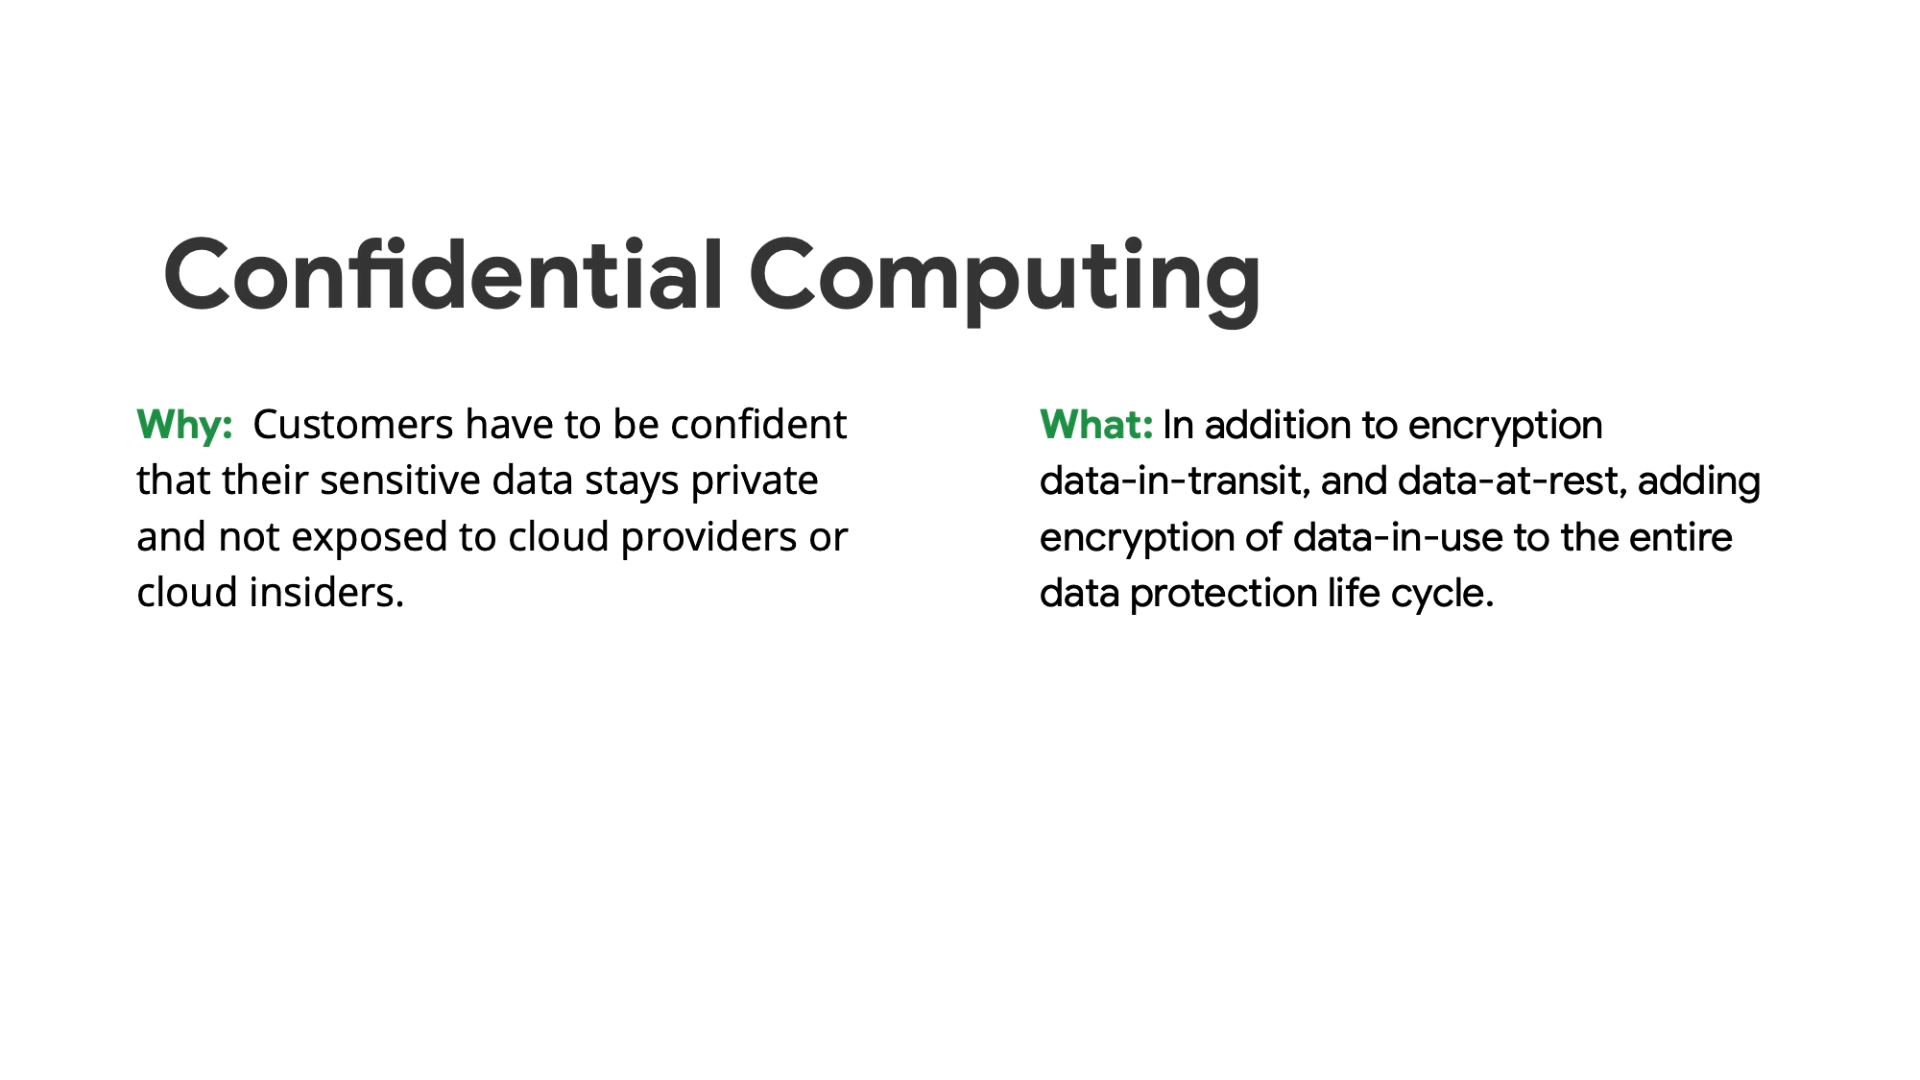 Confidential Computing
Why: Customers have to be confident
that their sensitive data stays private
and not exposed to cloud providers or
cloud insiders.
What: In addition to encryption
data-in-transit, and data-at-rest, adding
encryption of data-in-use to the entire
data protection life cycle.